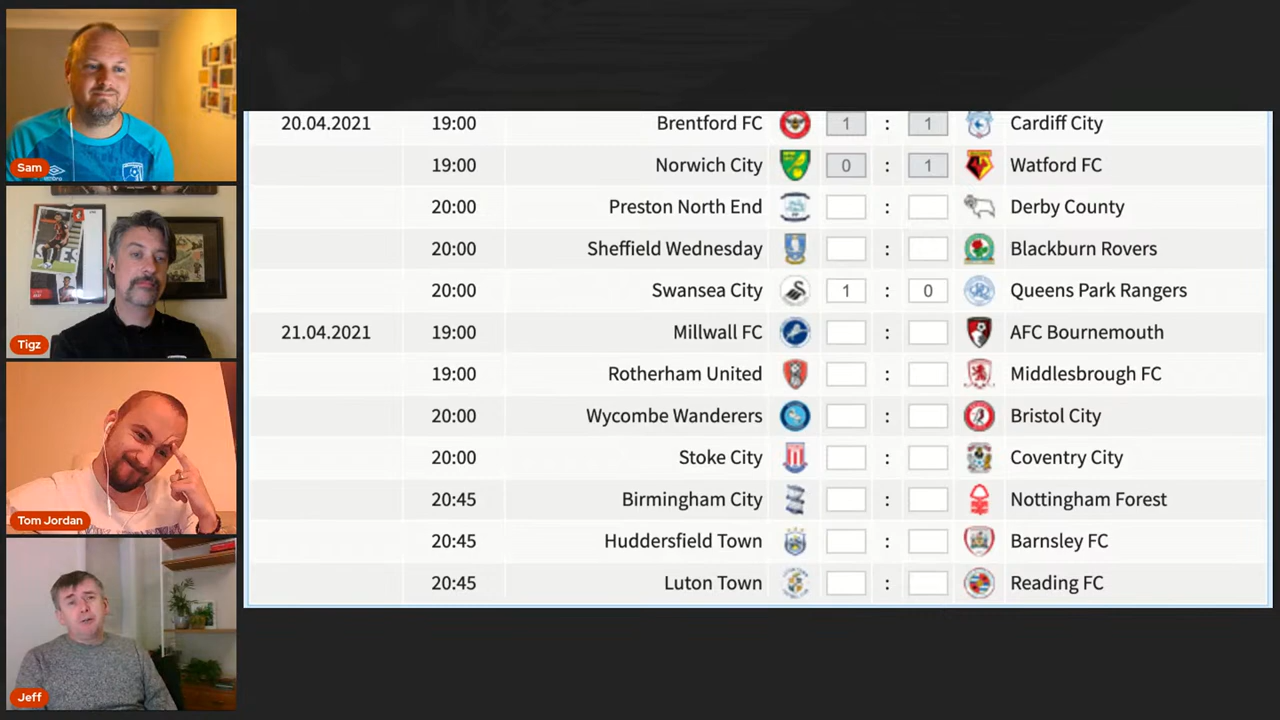 Sam
Tigz
Tom Jordan
Jeff
20.04.2021 19:00 Brentford FC 1 : 1 Cardiff City
19:00 Norwich City 0 : 1 Watford FC
20:00 Preston North End : Derby County
20:00 Sheffield Wednesday : Blackburn Rovers
20:00 Swansea City 1 : 0 Queens Park Rangers
21.04.2021 19:00 Millwall FC : AFC Bournemouth
19:00 Rotherham United : Middlesbrough FC
20:00 Wycombe Wanderers : Bristol City
20:00 Stoke City : Coventry City
20:45 Birmingham City : Nottingham Forest
20:45 Huddersfield Town : Barnsley FC
20:45 Luton Town : Reading FC